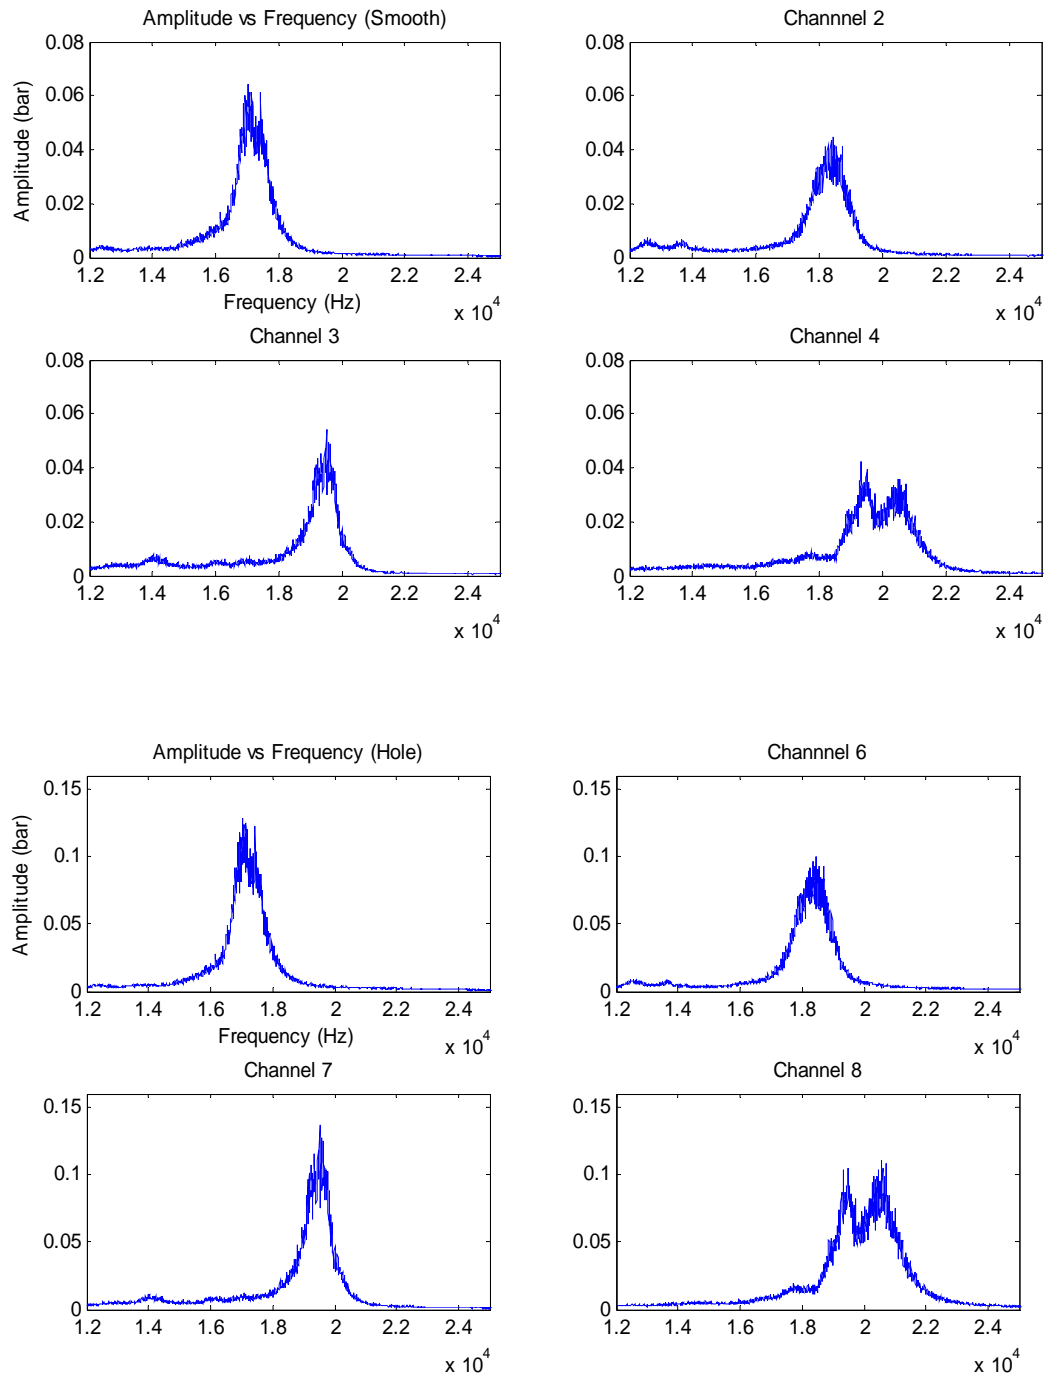 Amplitude vs Frequency (Smooth)
0.08
0.06
0.04
0.02
0
1.2 1.4 1.6 1.8 2 2.2 2.4
Amplitude (bar)
Frequency (Hz)
x 10^4
Channnel 2
0.08
0.06
0.04
0.02
0
1.2 1.4 1.6 1.8 2 2.2 2.4
x 10^4
Channel 3
0.08
0.06
0.04
0.02
0
1.2 1.4 1.6 1.8 2 2.2 2.4
x 10^4
Channel 4
0.08
0.06
0.04
0.02
0
1.2 1.4 1.6 1.8 2 2.2 2.4
x 10^4
Amplitude vs Frequency (Hole)
0.15
0.1
0.05
0
1.2 1.4 1.6 1.8 2 2.2 2.4
Amplitude (bar)
Frequency (Hz)
x 10^4
Channnel 6
0.15
0.1
0.05
0
1.2 1.4 1.6 1.8 2 2.2 2.4
x 10^4
Channel 7
0.15
0.1
0.05
0
1.2 1.4 1.6 1.8 2 2.2 2.4
x 10^4
Channel 8
0.15
0.1
0.05
0
1.2 1.4 1.6 1.8 2 2.2 2.4
x 10^4